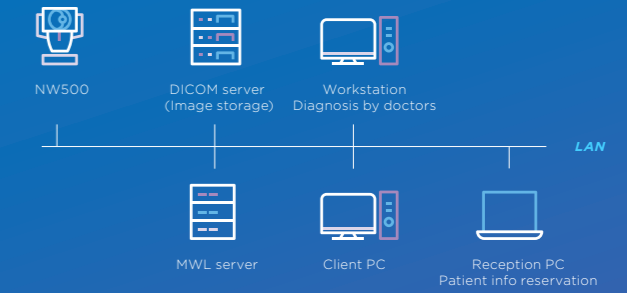 NW500
DICOM server
(Image storage)
Workstation
Diagnosis by doctors
LAN
MWL server
Client PC
Reception PC
Patient info reservation